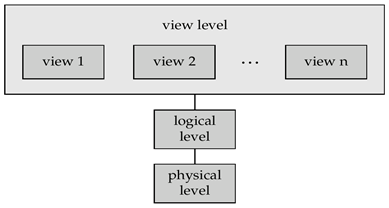 view level
view 1 view 2 … view n
logical
level
physical
level